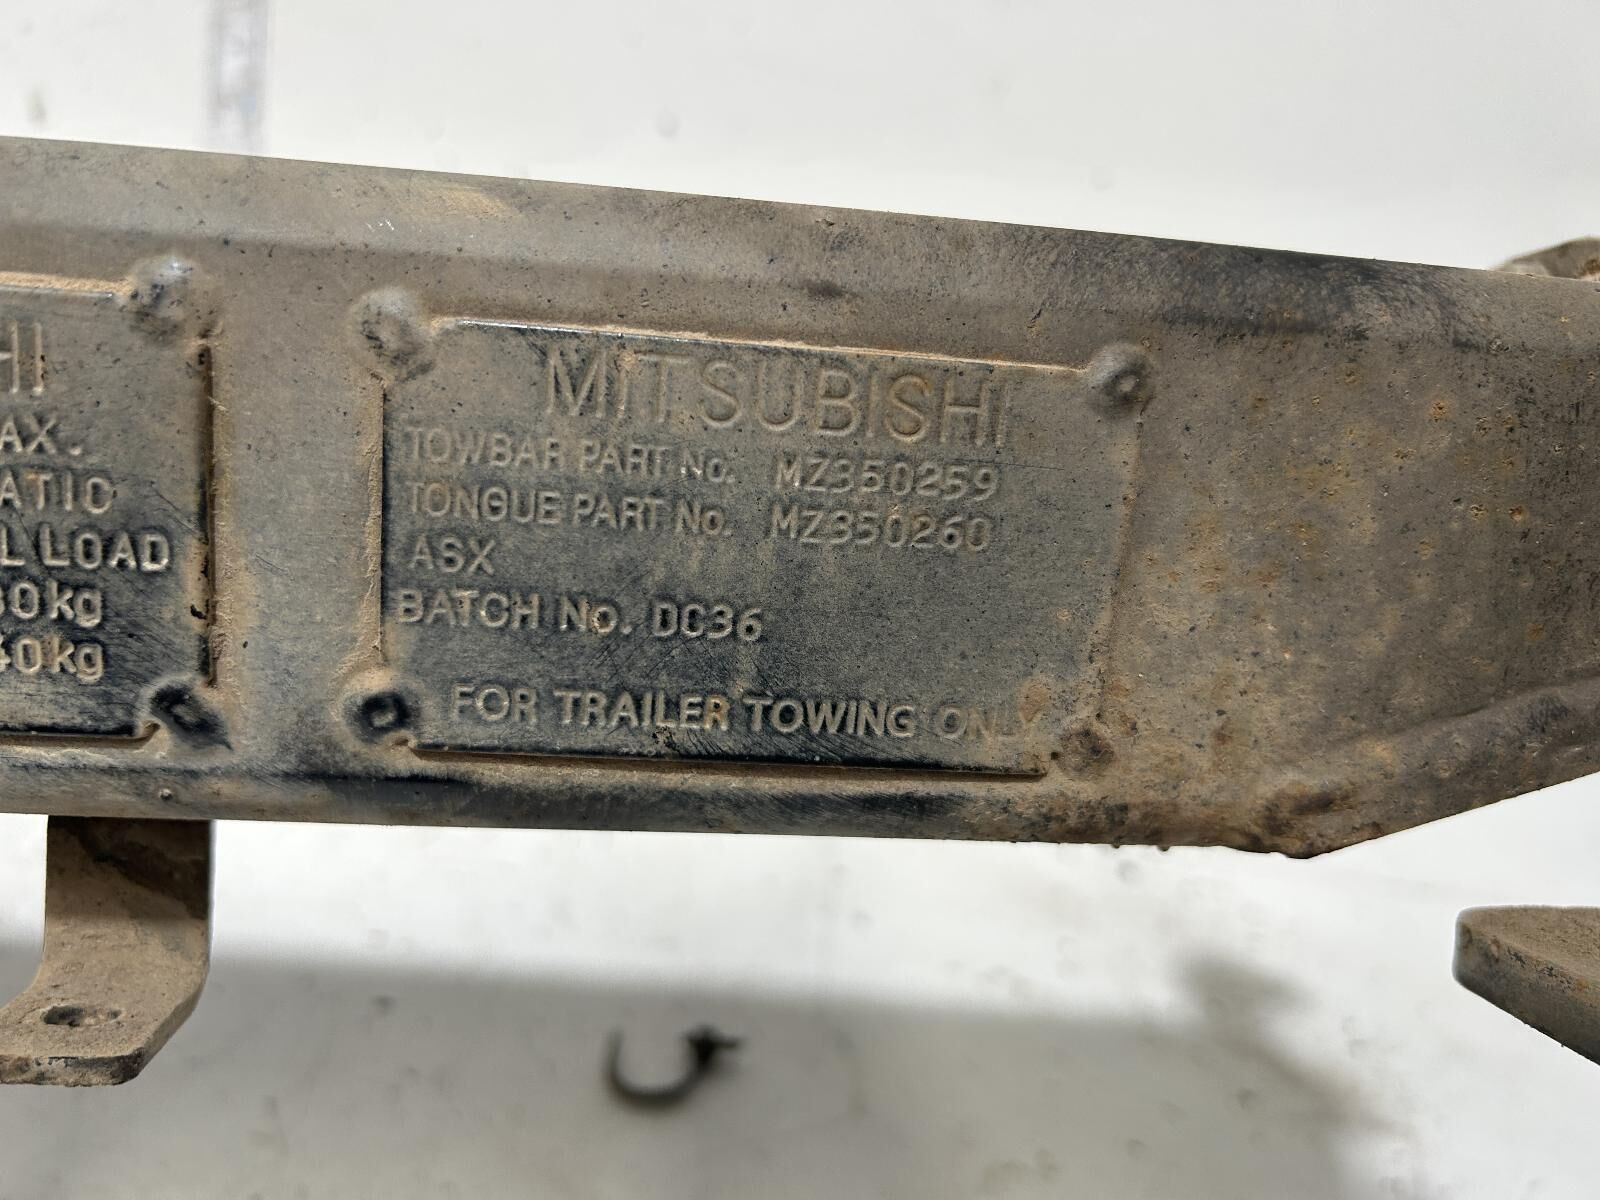 HI
AX.
ATIC
L LOAD
0kg
40kg
MITSUBISHI
TOWBAR PART No. MZ350259
TONGUE PART No. MZ350260
ASX
BATCH No. DC36
FOR TRAILER TOWING ONLY